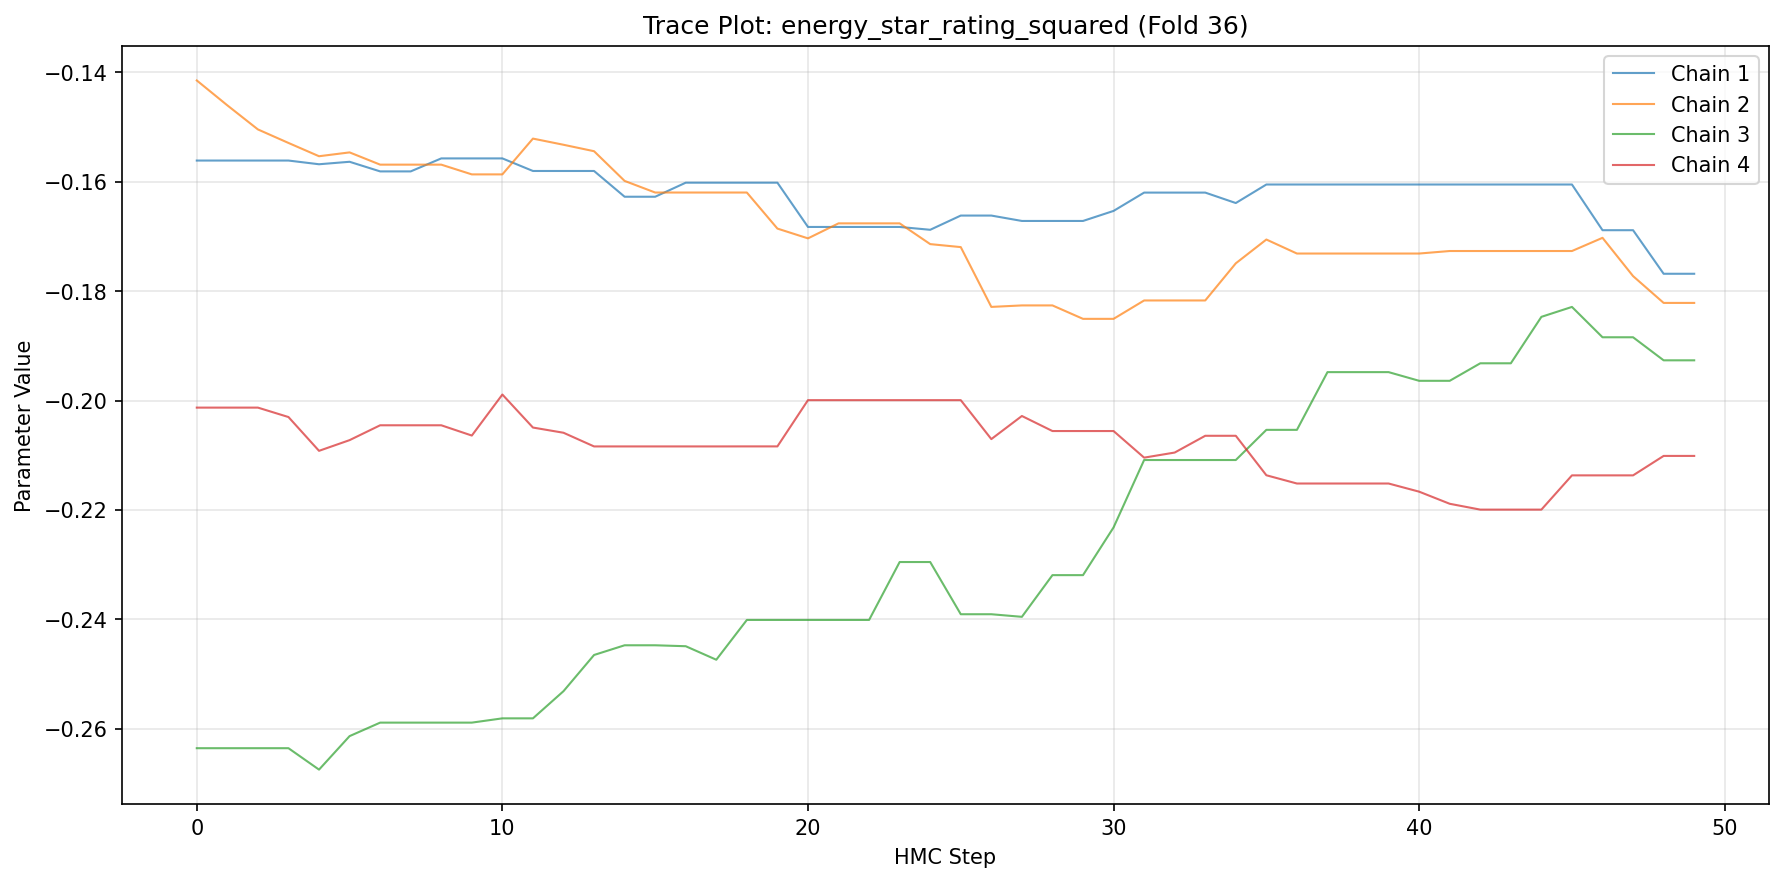 Trace Plot: energy_star_rating_squared (Fold 36)
Chain 1
Chain 2
Chain 3
Chain 4
Parameter Value
−0.14
−0.16
−0.18
−0.20
−0.22
−0.24
−0.26
0 10 20 30 40 50
HMC Step